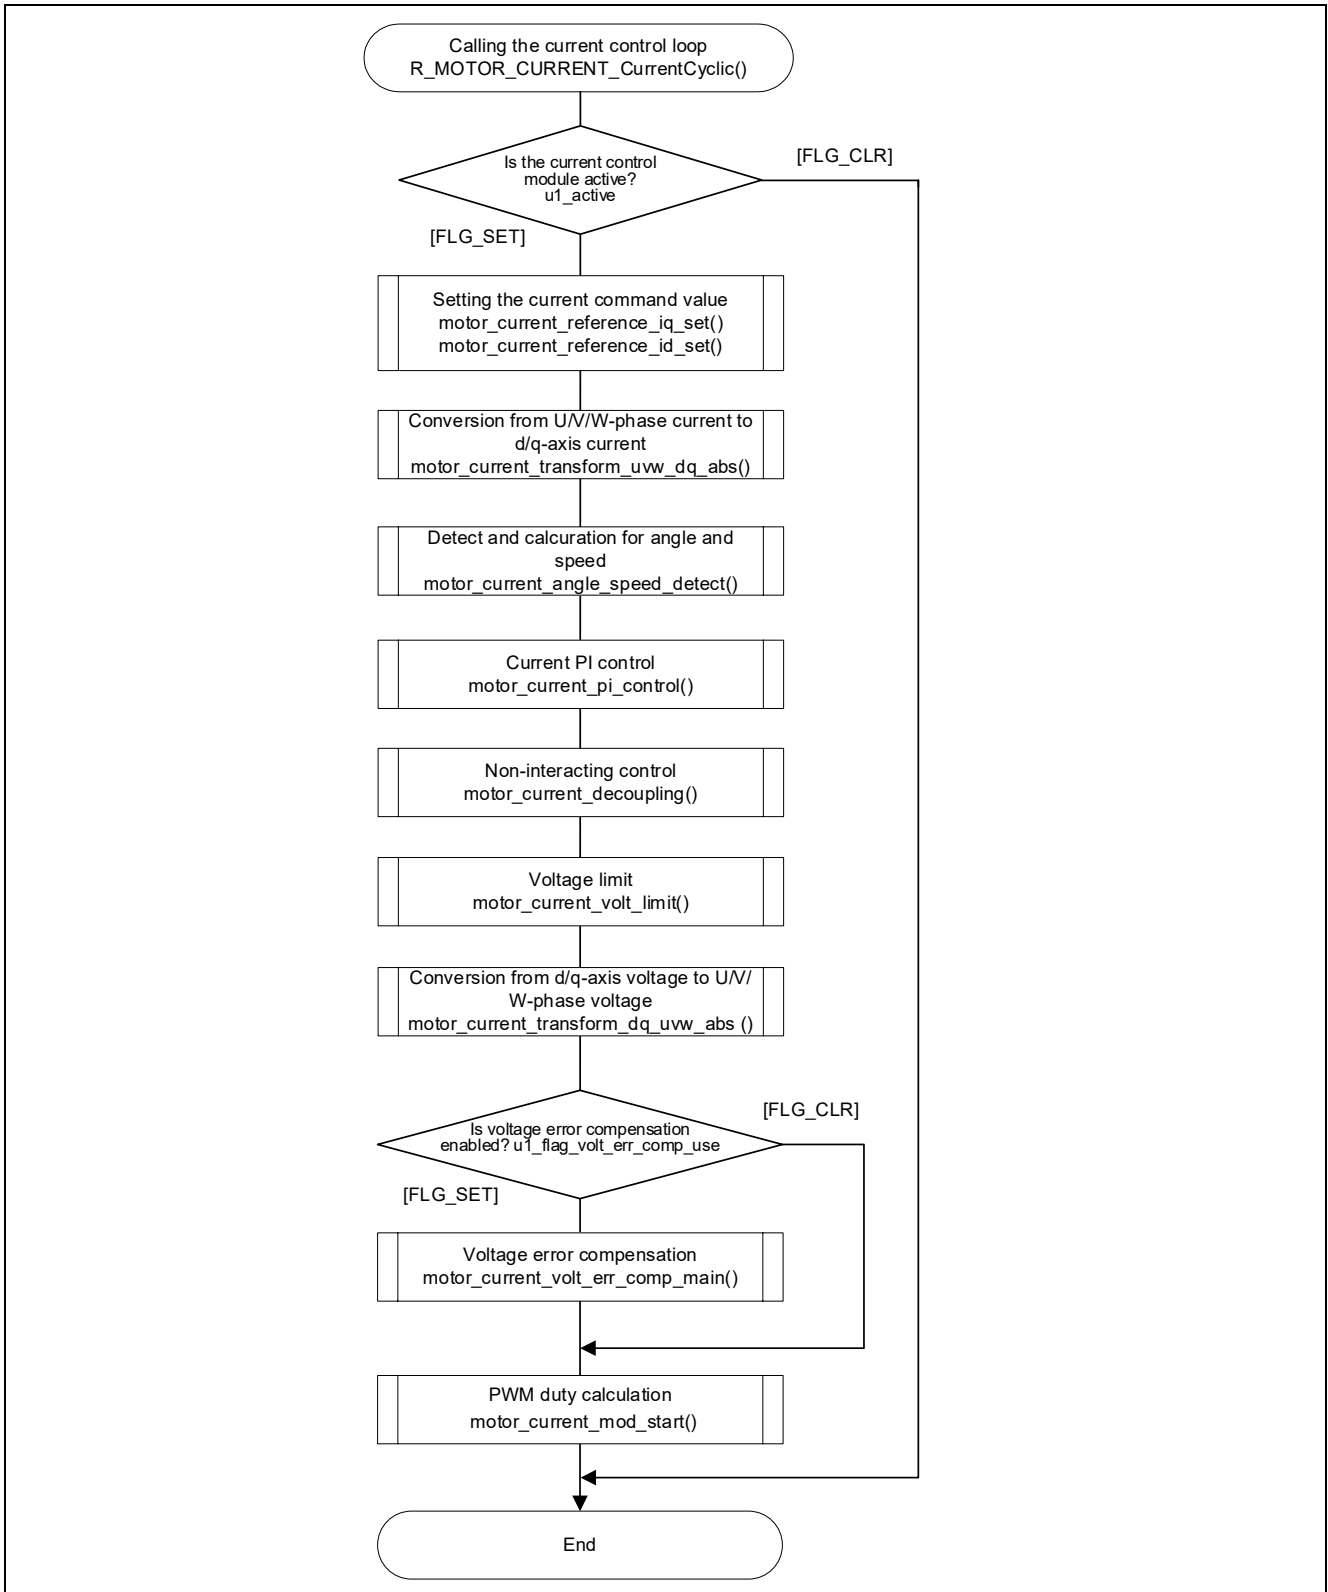 Calling the current control loop
R_MOTOR_CURRENT_CurrentCyclic()
Is the current control
module active?
u1_active
[FLG_CLR]
[FLG_SET]
Setting the current command value
motor_current_reference_iq_set()
motor_current_reference_id_set()
Conversion from U/V/W-phase current to
d/q-axis current
motor_current_transform_uvw_dq_abs()
Detect and calcuration for angle and
speed
motor_current_angle_speed_detect()
Current PI control
motor_current_pi_control()
Non-interacting control
motor_current_decoupling()
Voltage limit
motor_current_volt_limit()
Conversion from d/q-axis voltage to U/V/
W-phase voltage
motor_current_transform_dq_uvw_abs ()
[FLG_CLR]
Is voltage error compensation
enabled? u1_flag_volt_err_comp_use
[FLG_SET]
Voltage error compensation
motor_current_volt_err_comp_main()
PWM duty calculation
motor_current_mod_start()
End